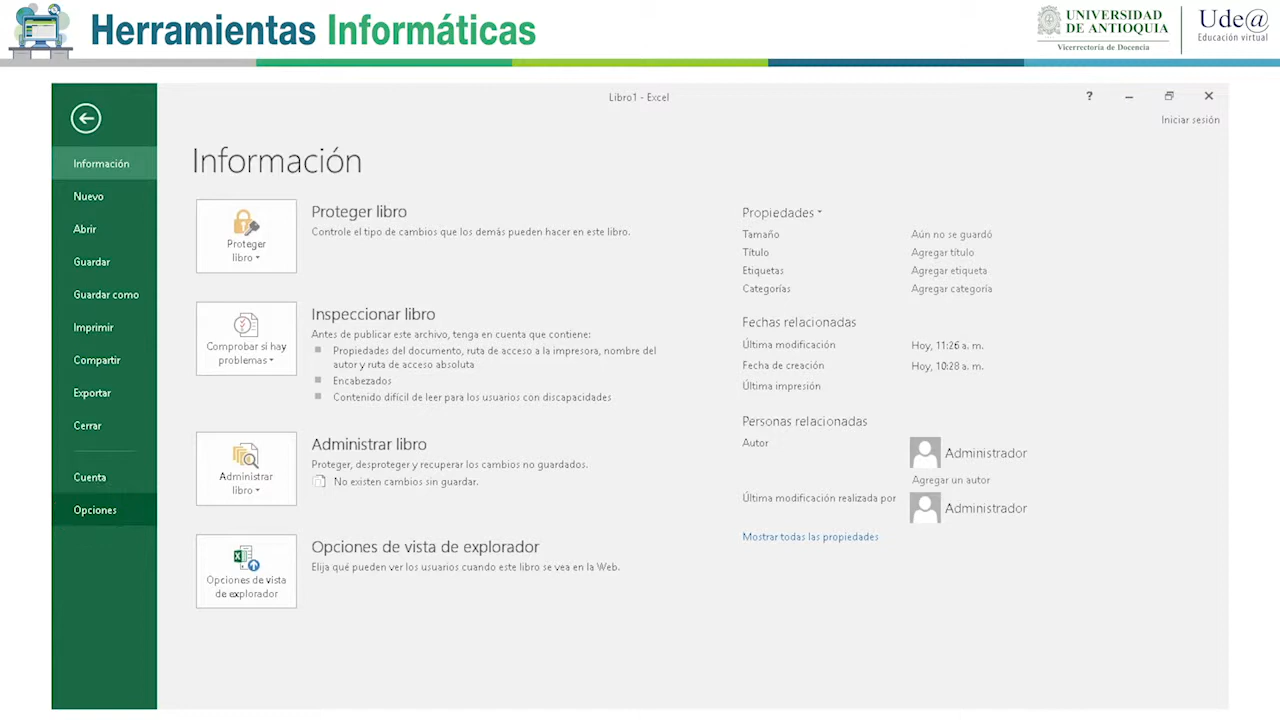 Herramientas Informáticas
UNIVERSIDAD
DE ANTIOQUIA
Vicerrectoría de Docencia
Ude@
Educación virtual
Libro1 - Excel
?
Iniciar sesión
Información
Nuevo
Abrir
Guardar
Guardar como
Imprimir
Compartir
Exportar
Cerrar
Cuenta
Opciones
Información
Proteger
libro
Proteger libro
Controle el tipo de cambios que los demás pueden hacer en este libro.
Comprobar si hay
problemas
Inspeccionar libro
Antes de publicar este archivo, tenga en cuenta que contiene:
Propiedades del documento, ruta de acceso a la impresora, nombre del
autor y ruta de acceso absoluta
Encabezados
Contenido difícil de leer para los usuarios con discapacidades
Administrar
libro
Administrar libro
Proteger, desproteger y recuperar los cambios no guardados.
No existen cambios sin guardar.
Opciones de vista
de explorador
Opciones de vista de explorador
Elija qué pueden ver los usuarios cuando este libro se vea en la Web.
Propiedades
Tamaño Aún no se guardó
Título Agregar título
Etiquetas Agregar etiqueta
Categorías Agregar categoría
Fechas relacionadas
Última modificación Hoy, 11:26 a. m.
Fecha de creación Hoy, 10:28 a. m.
Última impresión
Personas relacionadas
Autor Administrador
Agregar un autor
Última modificación realizada por Administrador
Mostrar todas las propiedades